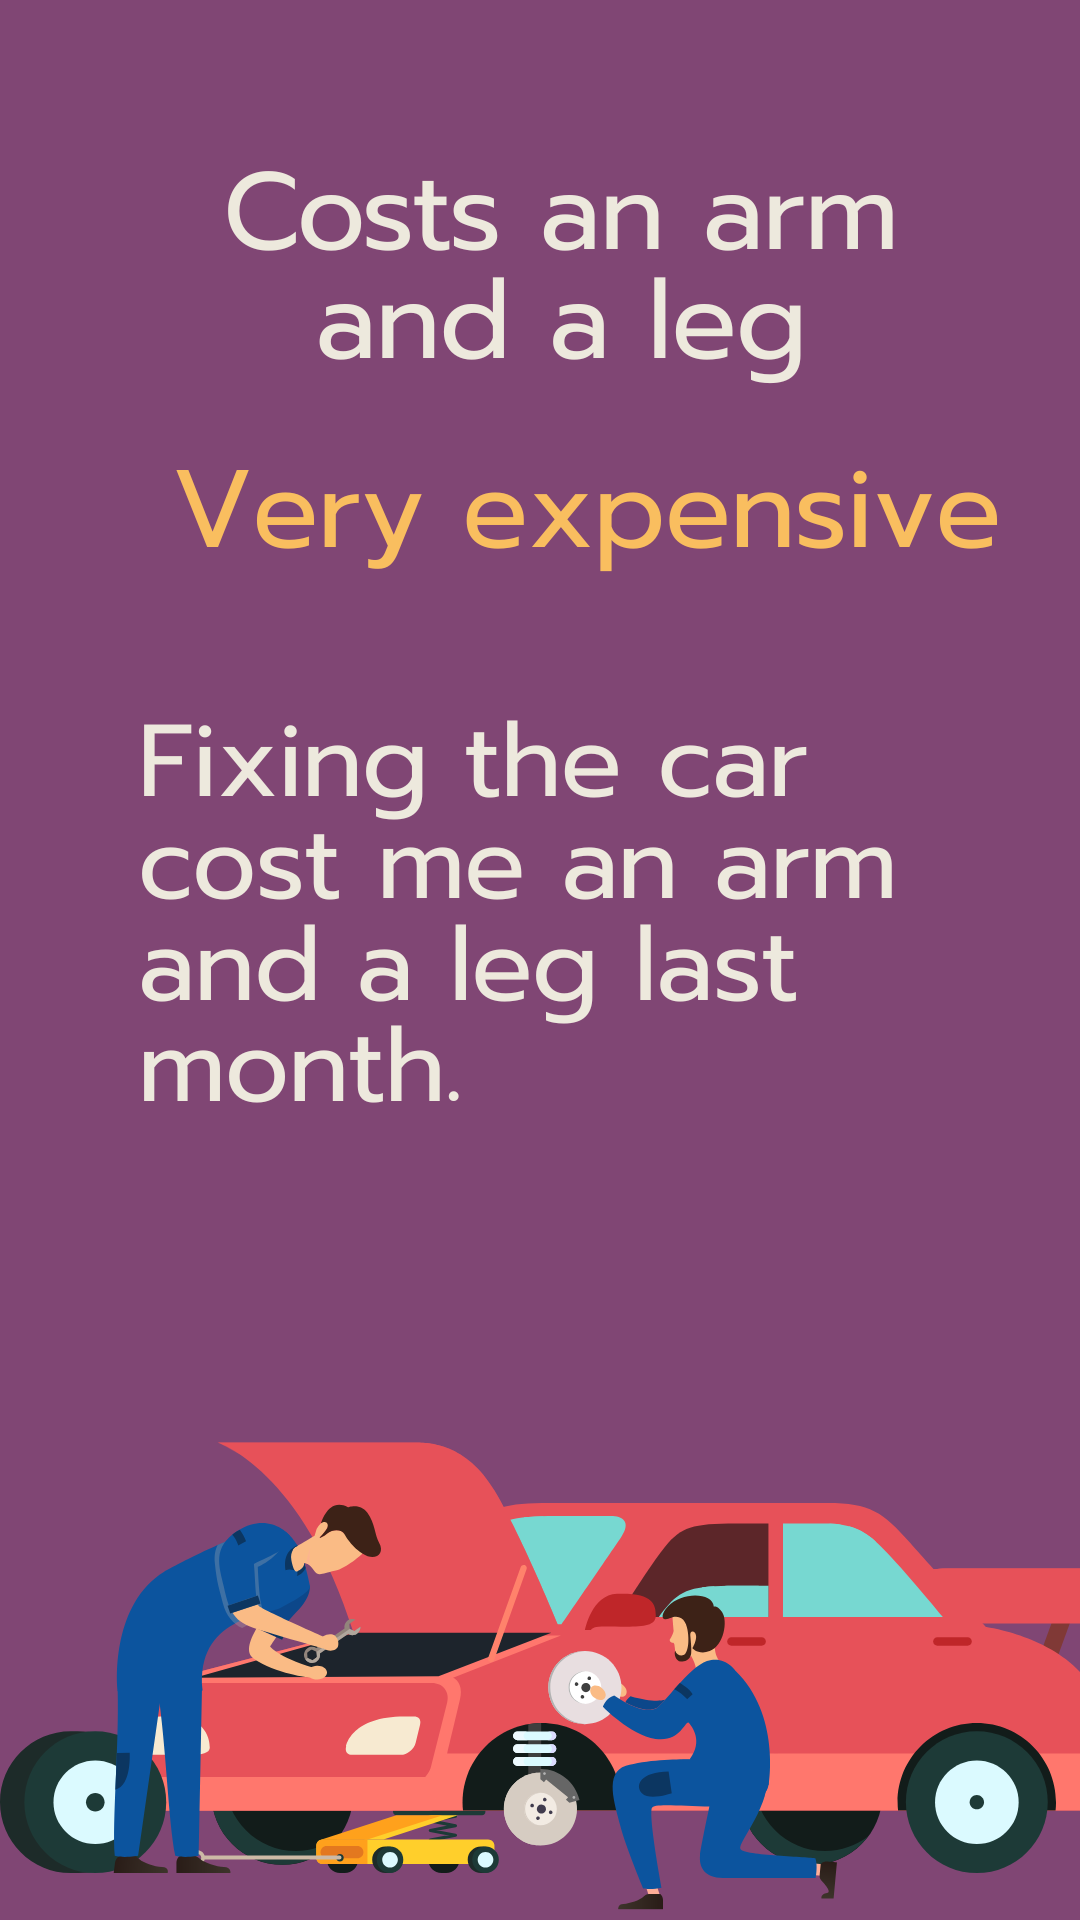 Costs an arm
and a leg
Very expensive
Fixing the car
cost me an arm
and a leg last
month.